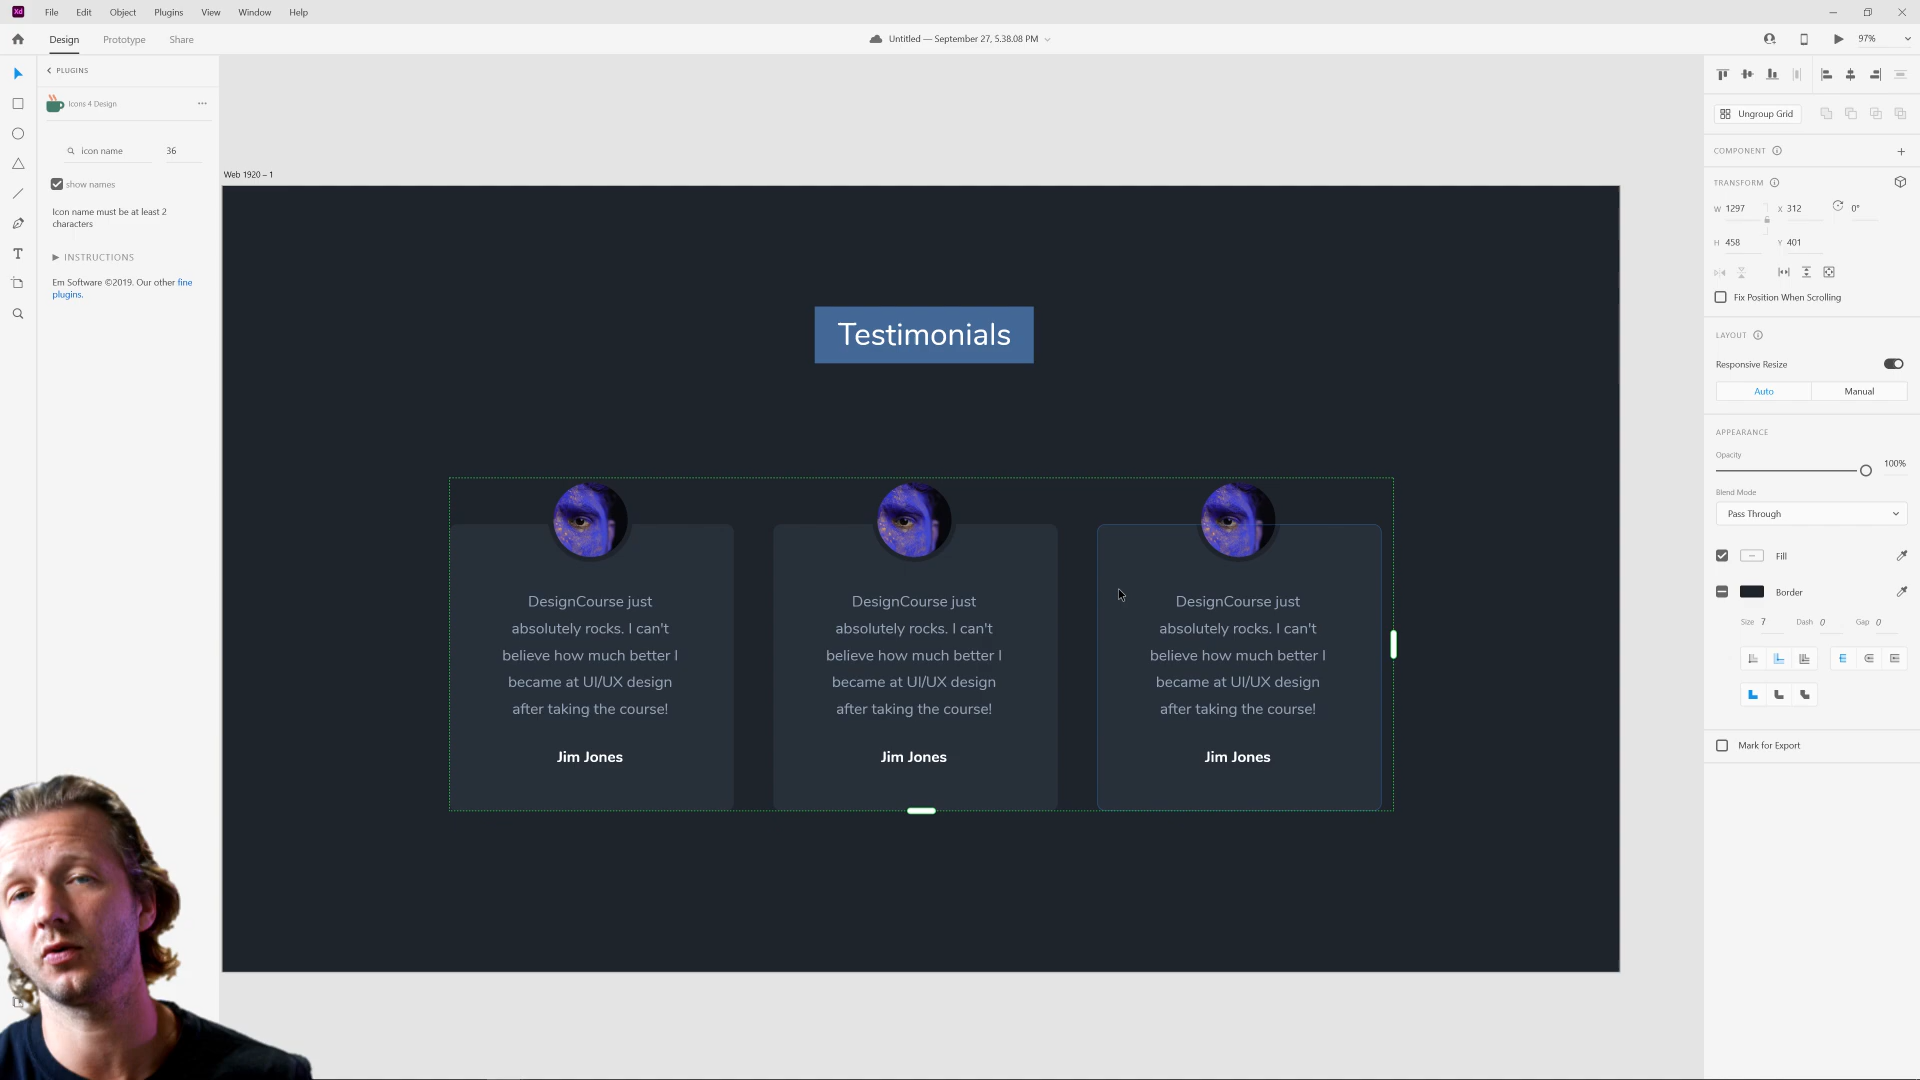 Xd File Edit Object Plugins View Window Help
Design Prototype Share
Untitled — September 27, 5.38.08 PM
97%
PLUGINS
Icons 4 Design
icon name 36
show names
Icon name must be at least 2
characters
INSTRUCTIONS
Em Software ©2019. Our other fine
plugins.
Web 1920 – 1
Testimonials
DesignCourse just
absolutely rocks. I can't
believe how much better I
became at UI/UX design
after taking the course!
Jim Jones
DesignCourse just
absolutely rocks. I can't
believe how much better I
became at UI/UX design
after taking the course!
Jim Jones
DesignCourse just
absolutely rocks. I can't
believe how much better I
became at UI/UX design
after taking the course!
Jim Jones
Ungroup Grid
COMPONENT
TRANSFORM
W 1297 X 312 0°
H 458 Y 401
Fix Position When Scrolling
LAYOUT
Responsive Resize
Auto Manual
APPEARANCE
Opacity
100%
Blend Mode
Pass Through
Fill
Border
Size 7 Dash 0 Gap 0
Mark for Export